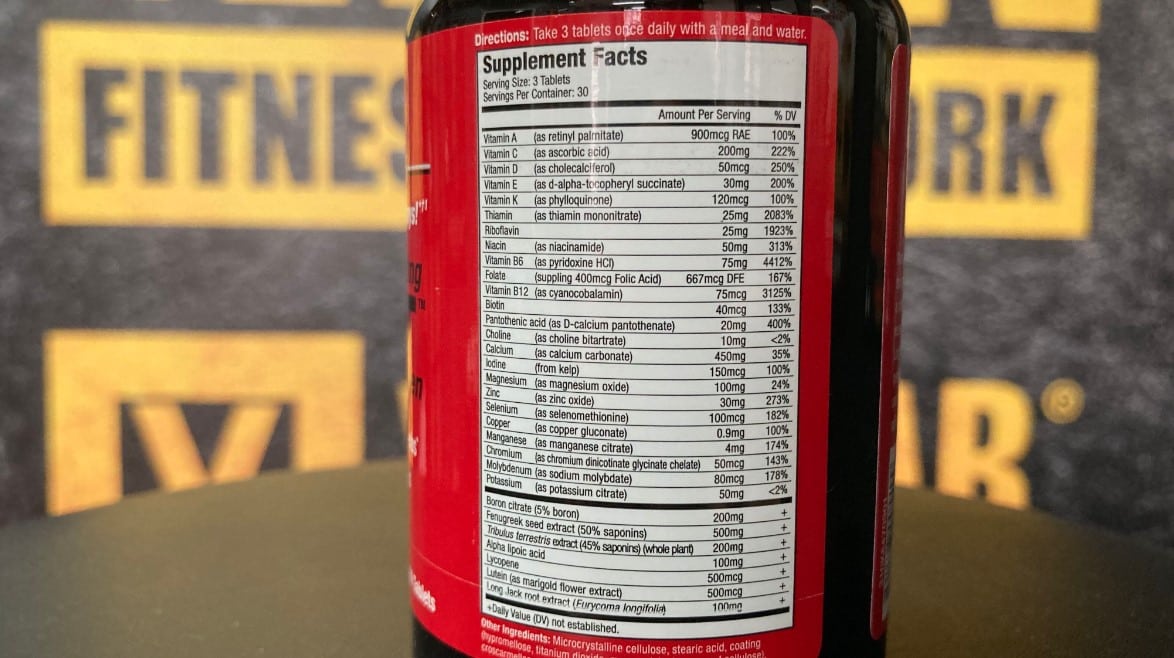 FITNES
ORK
AR®
Directions: Take 3 tablets once daily with a meal and water.
Supplement Facts
Serving Size: 3 Tablets
Servings Per Container: 30
Amount Per Serving % DV
Vitamin A (as retinyl palmitate) 900mcg RAE 100%
Vitamin C (as ascorbic acid) 200mg 222%
Vitamin D (as cholecalciferol) 50mcg 250%
Vitamin E (as d-alpha-tocopheryl succinate) 30mg 200%
Vitamin K (as phylloquinone) 120mcg 100%
Thiamin (as thiamin mononitrate) 25mg 2083%
Riboflavin 25mg 1923%
Niacin (as niacinamide) 50mg 313%
Vitamin B6 (as pyridoxine HCl) 75mg 4412%
Folate (suppling 400mcg Folic Acid) 667mcg DFE 167%
Vitamin B12 (as cyanocobalamin) 75mcg 3125%
Biotin 40mcg 133%
Pantothenic acid (as D-calcium pantothenate) 20mg 400%
Choline (as choline bitartrate) 10mg <2%
Calcium (as calcium carbonate) 450mg 35%
Iodine (from kelp) 150mcg 100%
Magnesium (as magnesium oxide) 100mg 24%
Zinc (as zinc oxide) 30mg 273%
Selenium (as selenomethionine) 100mcg 182%
Copper (as copper gluconate) 0.9mg 100%
Manganese (as manganese citrate) 4mg 174%
Chromium (as chromium dinicotinate glycinate chelate) 50mcg 143%
Molybdenum (as sodium molybdate) 80mcg 178%
Potassium (as potassium citrate) 50mg <2%
Boron citrate (5% boron) 200mg +
Fenugreek seed extract (50% saponins) 500mg +
Tribulus terrestris extract (45% saponins) (whole plant) 200mg +
Alpha lipoic acid 100mg +
Lycopene 500mcg +
Lutein (as marigold flower extract) 500mcg +
Long Jack root extract (Eurycoma longifolia) 100mg +
+Daily Value (DV) not established.
Other Ingredients: Microcrystalline cellulose, stearic acid, coating
(hypromellose, titanium